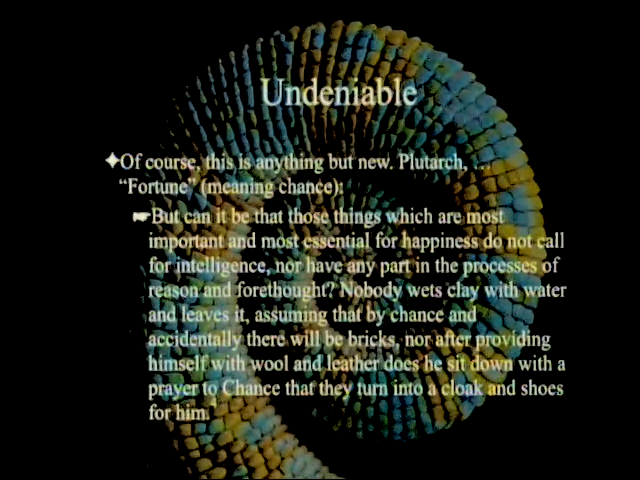 Undeniable
Of course, this is anything but new. Plutarch, …
“Fortune” (meaning chance):
But can it be that those things which are most
important and most essential for happiness do not call
for intelligence, nor have any part in the processes of
reason and forethought? Nobody wets clay with water
and leaves it, assuming that by chance and
accidentally there will be bricks, nor after providing
himself with wool and leather does he sit down with a
prayer to Chance that they turn into a cloak and shoes
for him.